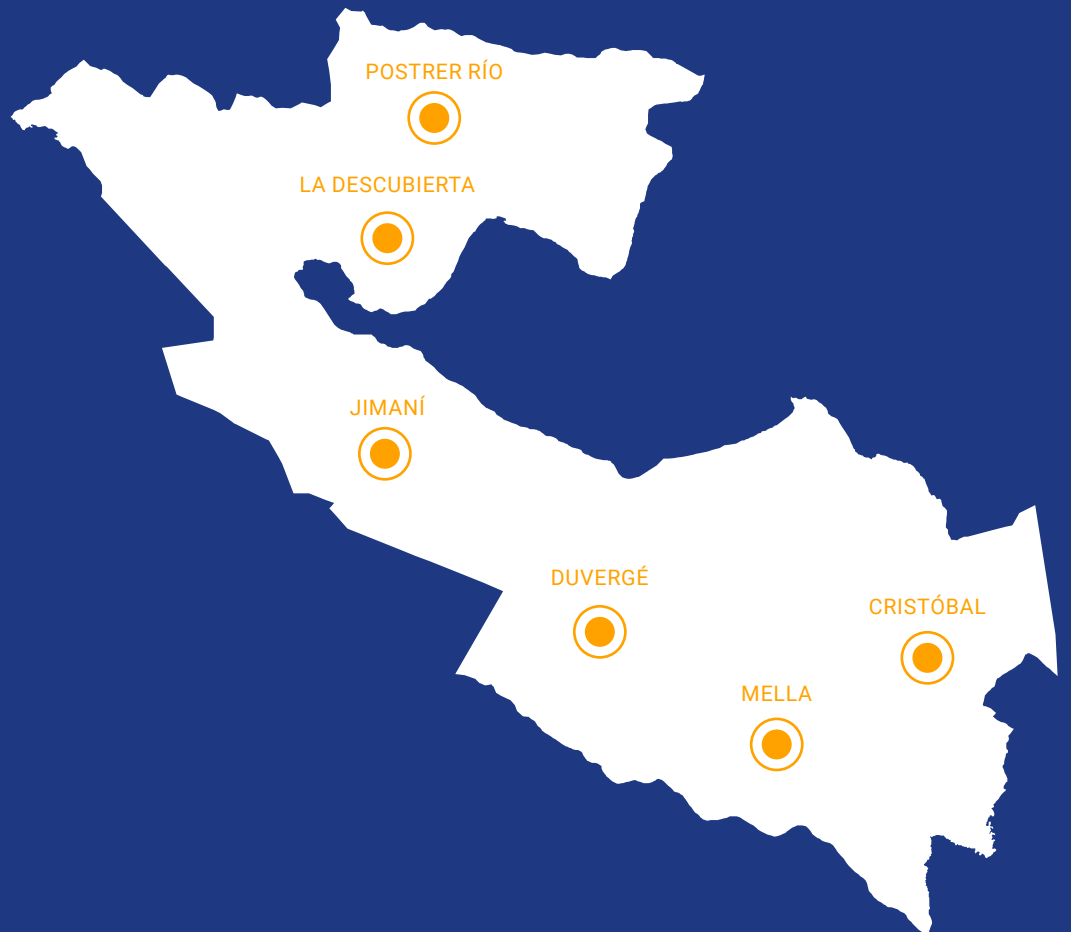 POSTRER RÍO
LA DESCUBIERTA
JIMANÍ
DUVERGÉ
CRISTÓBAL
MELLA